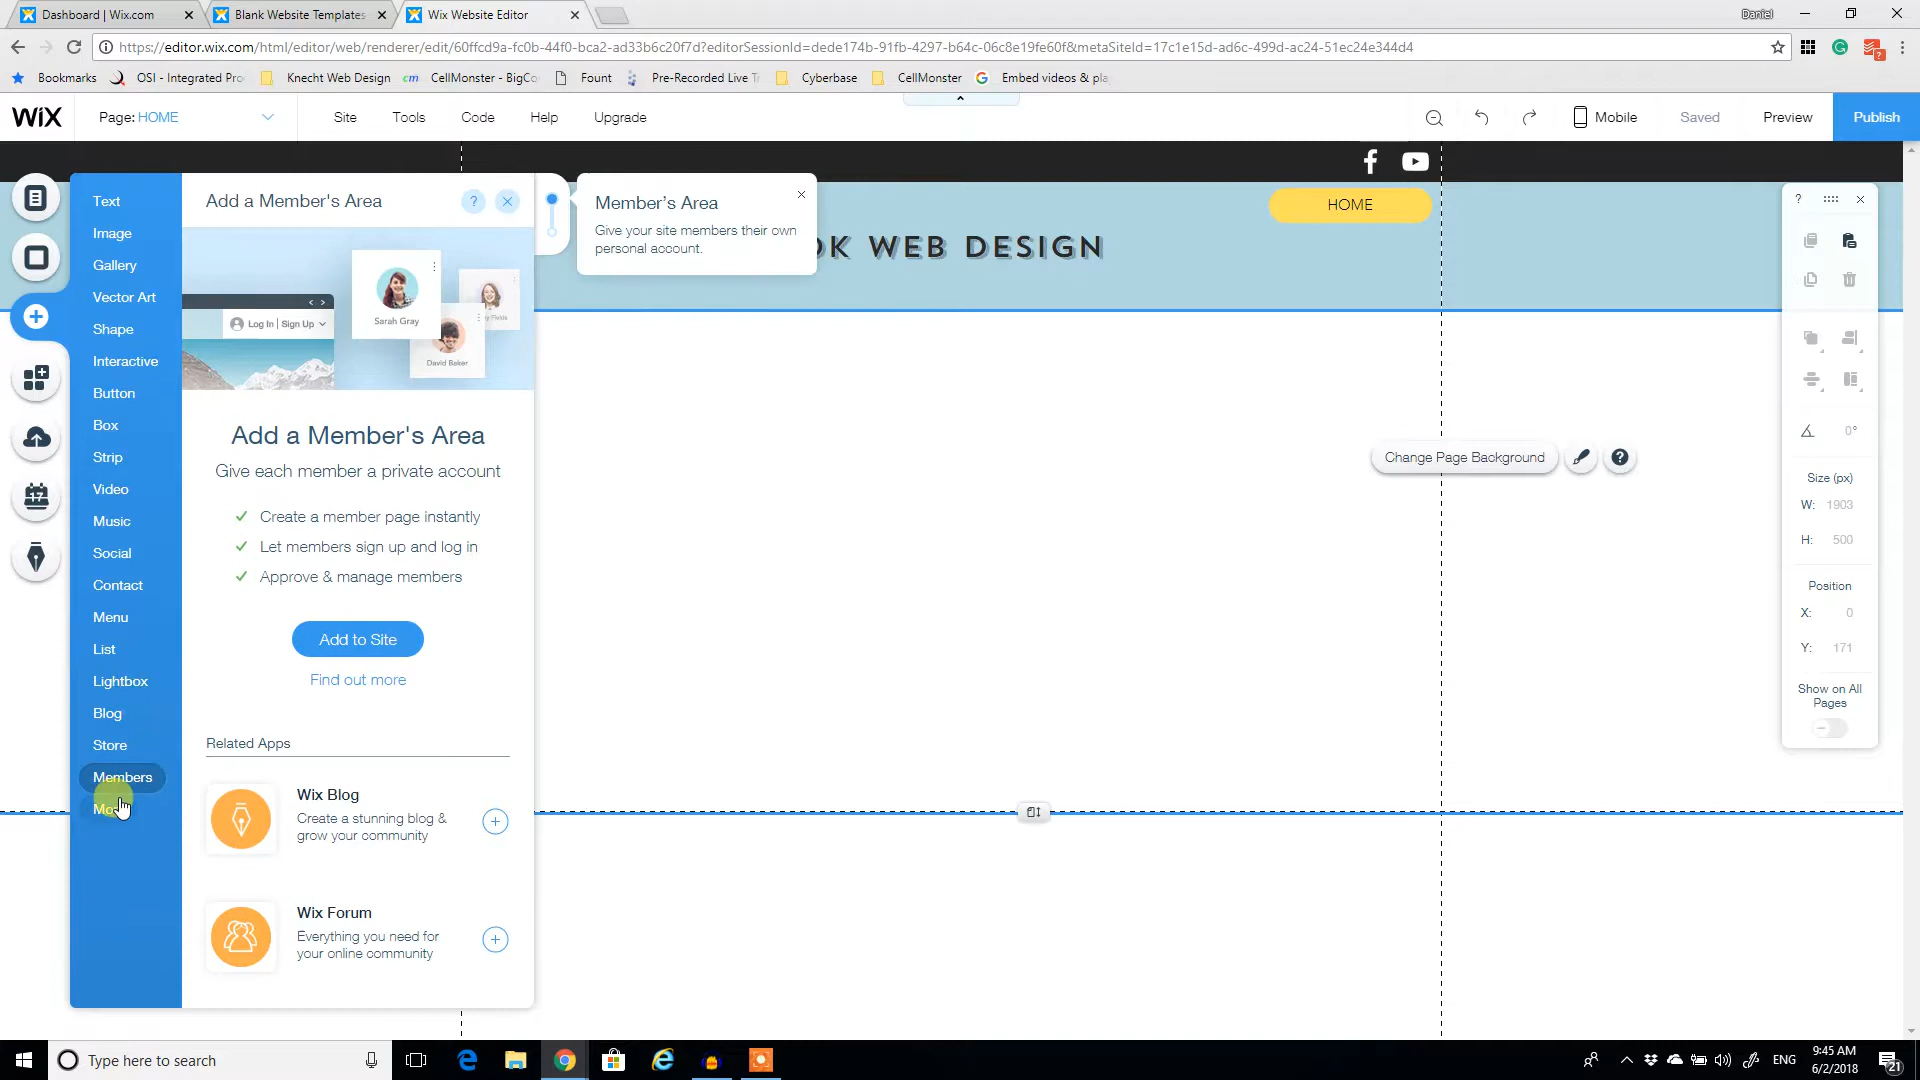 Dashboard | Wix.com
Blank Website Templates
Wix Website Editor
Daniel
https://editor.wix.com/html/editor/web/renderer/edit/60ffcd9a-fc0b-44f0-bca2-ad33b6c20f7d?editorSessionId=dede174b-91fb-4297-b64c-06c8e19fe60f&metaSiteId=17c1e15d-ad6c-499d-ac24-51ec24e344d4
Bookmarks
OSI - Integrated Pro
Knecht Web Design
cm CellMonster - BigCo
Fount
Pre-Recorded Live T
Cyberbase
CellMonster
Embed videos & pla
WiX
Page: HOME
Site
Tools
Code
Help
Upgrade
Mobile
Saved
Preview
Publish
HOME
OK WEB DESIGN
Text
Image
Gallery
Vector Art
Shape
Interactive
Button
Box
Strip
Video
Music
Social
Contact
Menu
List
Lightbox
Blog
Store
Members
Add a Member's Area
?
Log In | Sign Up
Sarah Gray
y Fields
David Baker
Add a Member's Area
Give each member a private account
Create a member page instantly
Let members sign up and log in
Approve & manage members
Add to Site
Find out more
Related Apps
Wix Blog
Create a stunning blog &
grow your community
Wix Forum
Everything you need for
your online community
Member's Area
Give your site members their own
personal account.
Change Page Background
?
?
0°
Size (px)
W: 1903
H: 500
Position
X: 0
Y: 171
Show on All
Pages
17
Type here to search
ENG
9:45 AM
6/2/2018
21